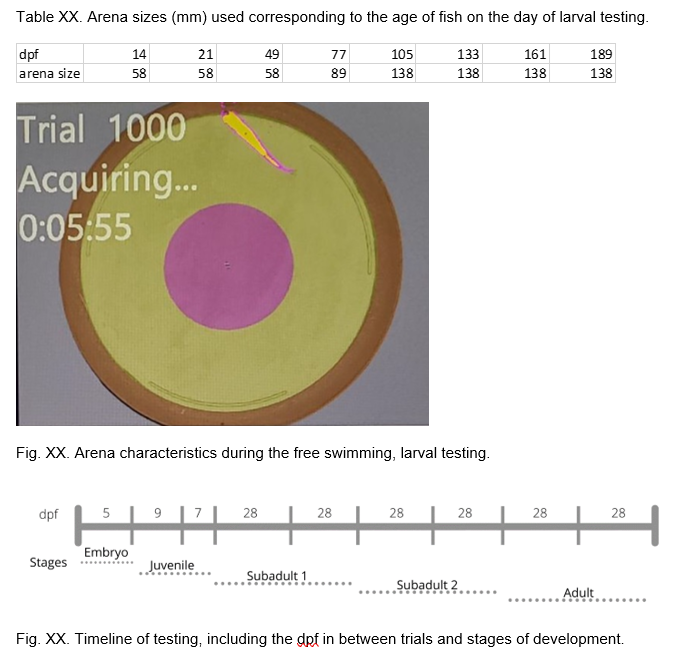 Table XX. Arena sizes (mm) used corresponding to the age of fish on the day of larval testing.
dpf 14 21 49 77 105 133 161 189
arena size 58 58 58 89 138 138 138 138
Trial 1000
Acquiring...
0:05:55
Fig. XX. Arena characteristics during the free swimming, larval testing.
dpf 5 9 7 28 28 28 28 28 28
Stages Embryo Juvenile Subadult 1 Subadult 2 Adult
Fig. XX. Timeline of testing, including the dpf in between trials and stages of development.